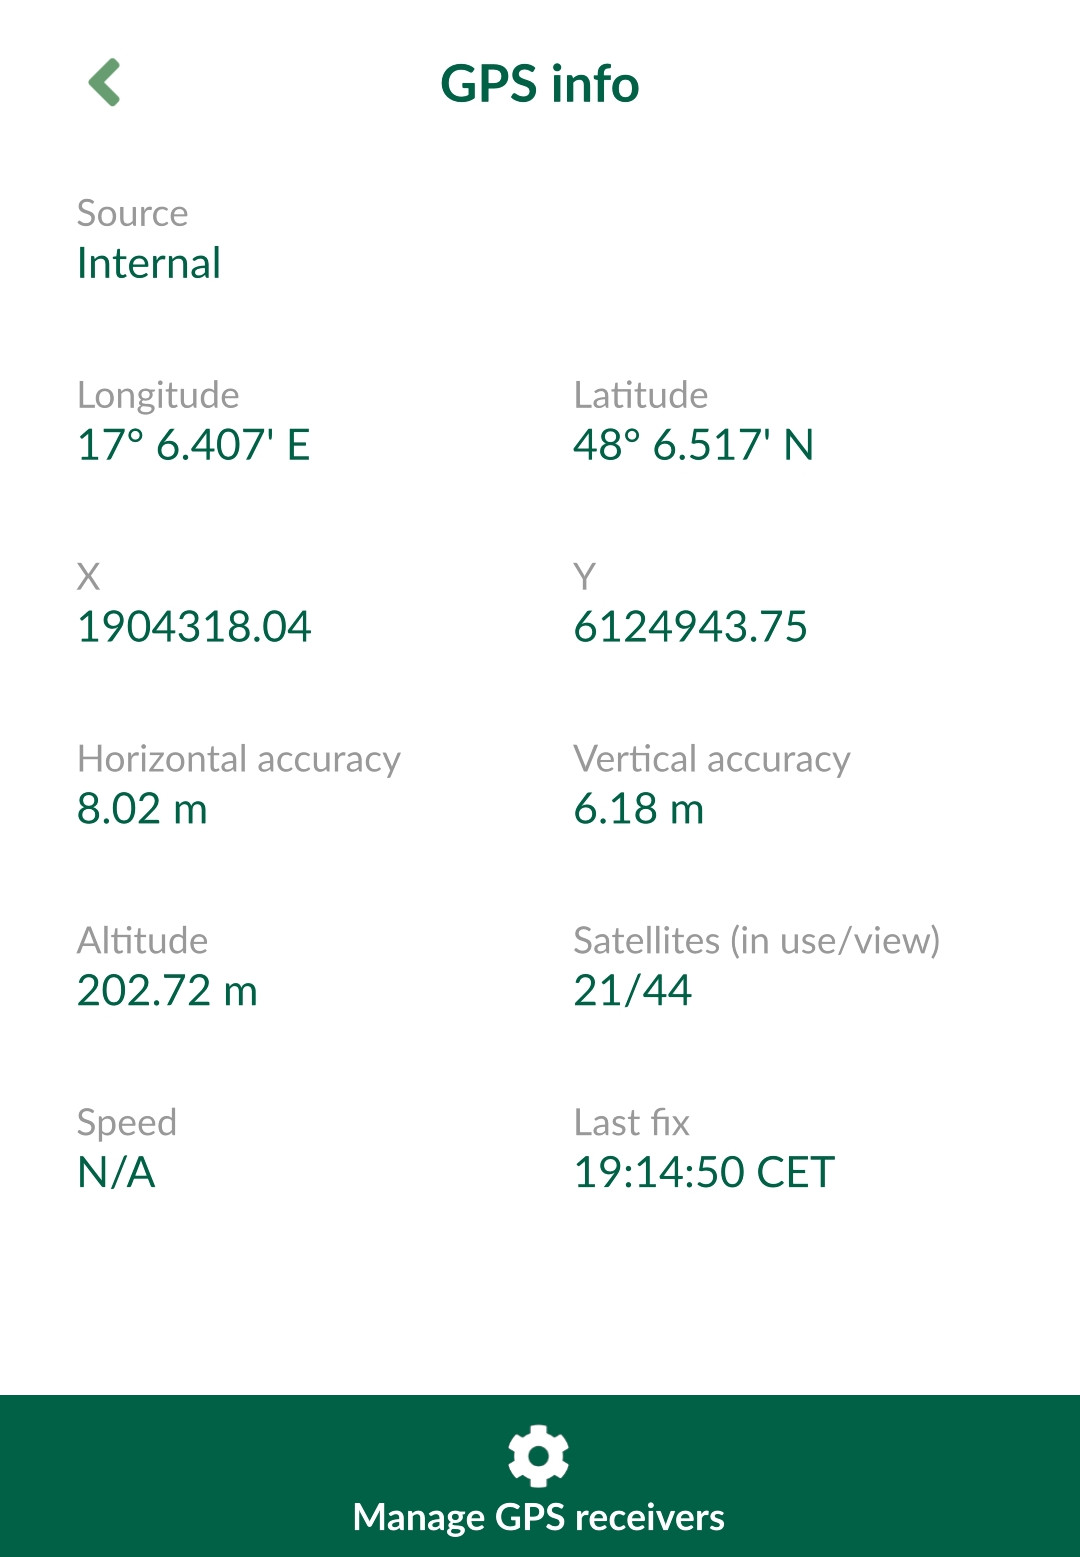 GPS info
Source
Internal
Longitude
17° 6.407' E
Latitude
48° 6.517' N
X
1904318.04
Y
6124943.75
Horizontal accuracy
8.02 m
Vertical accuracy
6.18 m
Altitude
202.72 m
Satellites (in use/view)
21/44
Speed
N/A
Last fix
19:14:50 CET
Manage GPS receivers